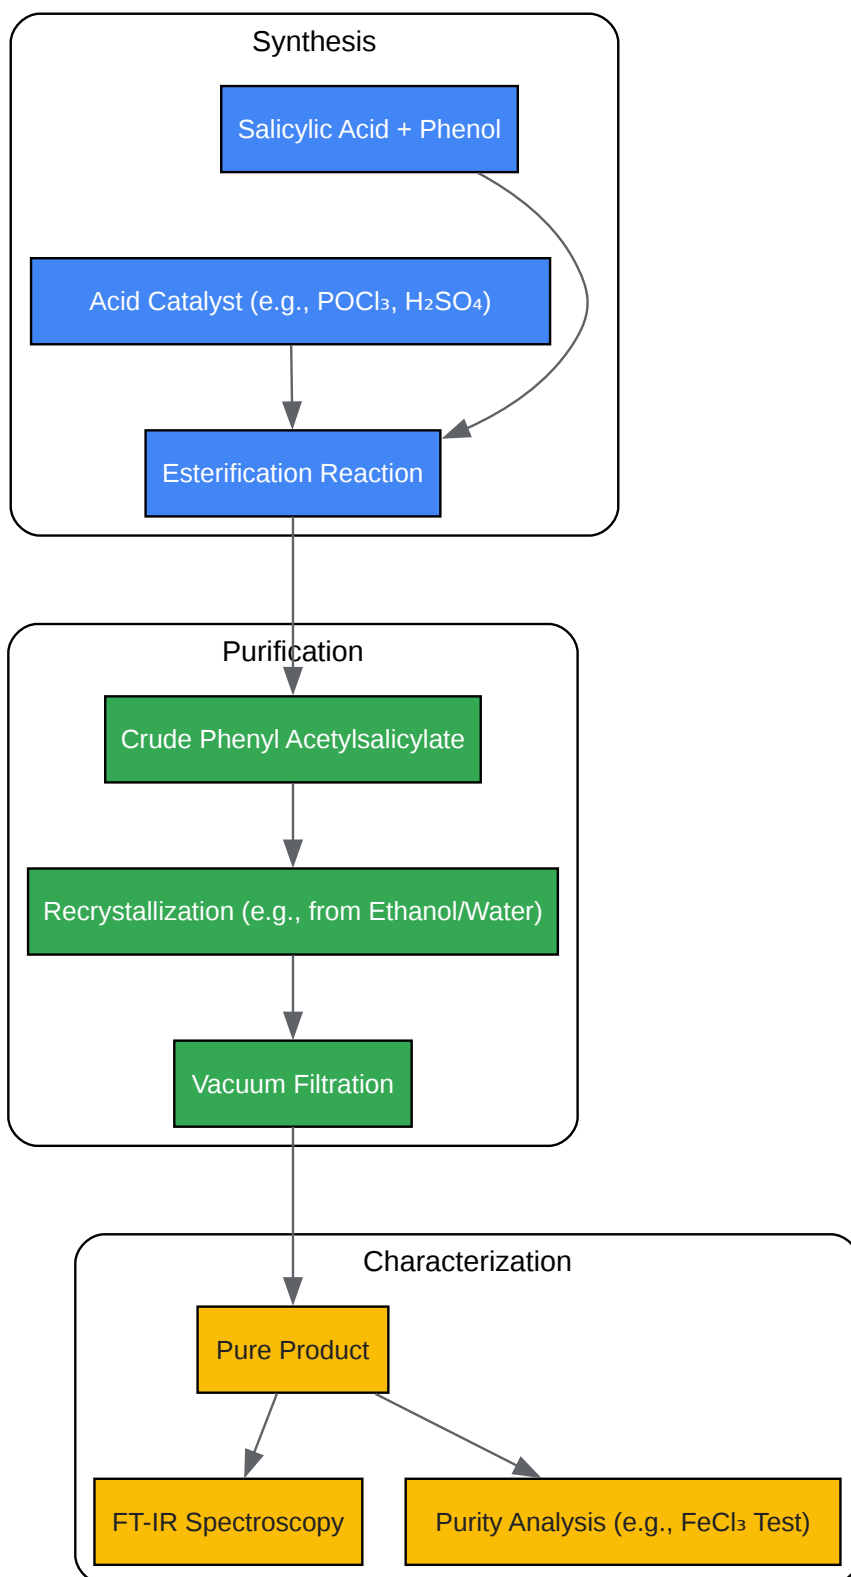 Synthesis
Salicylic Acid + Phenol
Acid Catalyst (e.g., POCl₃, H₂SO₄)
Esterification Reaction
Purification
Crude Phenyl Acetylsalicylate
Recrystallization (e.g., from Ethanol/Water)
Vacuum Filtration
Characterization
Pure Product
FT-IR Spectroscopy
Purity Analysis (e.g., FeCl₃ Test)